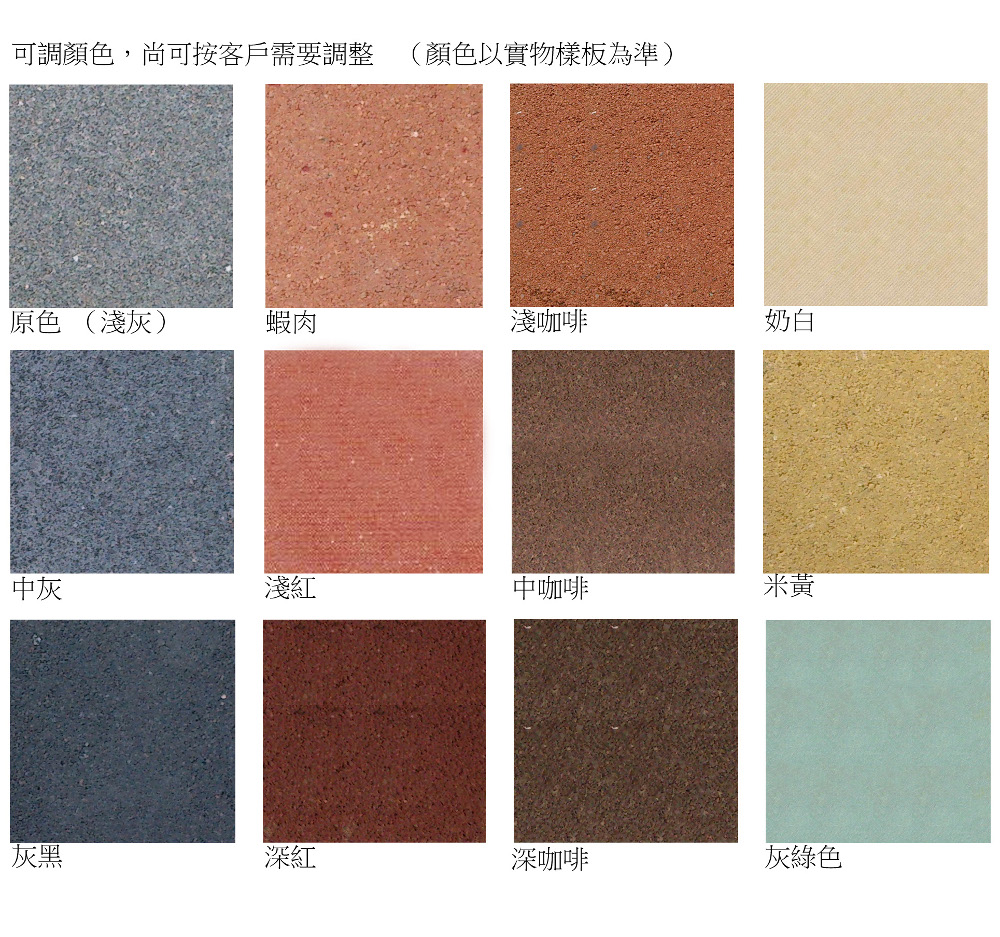 可調顏色，尚可按客戶需要調整 （顏色以實物樣板為準）
原色 （淺灰）
蝦肉
淺咖啡
奶白
中灰
淺紅
中咖啡
米黃
灰黑
深紅
深咖啡
灰綠色